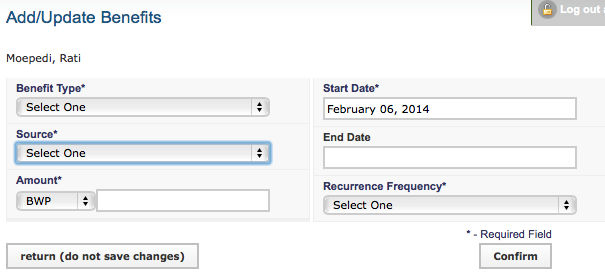 Add/Update Benefits
Log out
Moepedi, Rati
Benefit Type*
Select One
Source*
Select One
Amount*
BWP
Start Date*
February 06, 2014
End Date
Recurrence Frequency*
Select One
* - Required Field
return (do not save changes)
Confirm